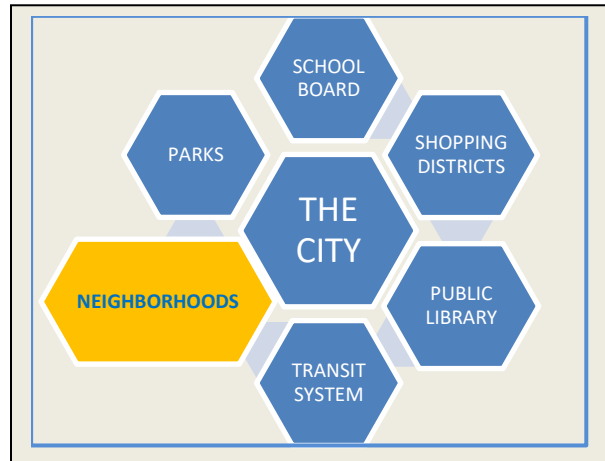 SCHOOL
BOARD
PARKS
SHOPPING
DISTRICTS
THE
CITY
NEIGHBORHOODS
PUBLIC
LIBRARY
TRANSIT
SYSTEM